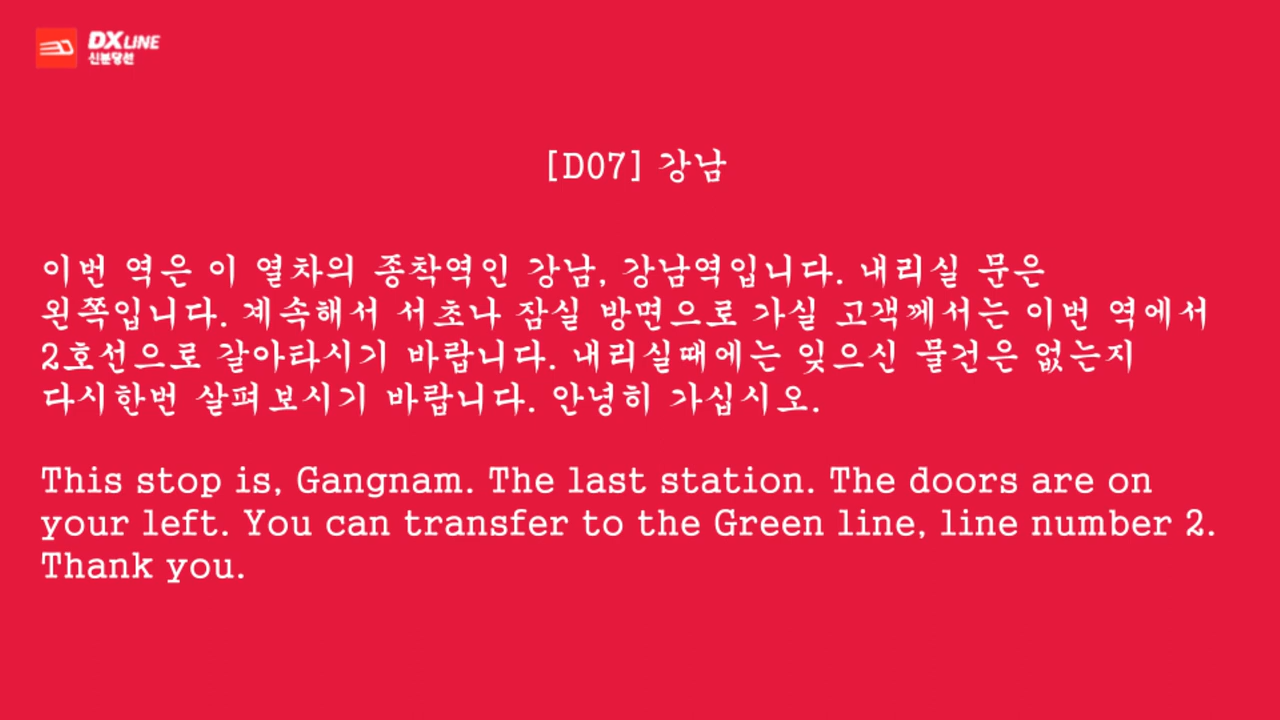 DX LINE
신분당선
[D07] 강남
이번 역은 이 열차의 종착역인 강남, 강남역입니다. 내리실 문은
왼쪽입니다. 계속해서 서초나 잠실 방면으로 가실 고객께서는 이번 역에서
2호선으로 갈아타시기 바랍니다. 내리실때에는 잊으신 물건은 없는지
다시한번 살펴보시기 바랍니다. 안녕히 가십시오.
This stop is, Gangnam. The last station. The doors are on
your left. You can transfer to the Green line, line number 2.
Thank you.